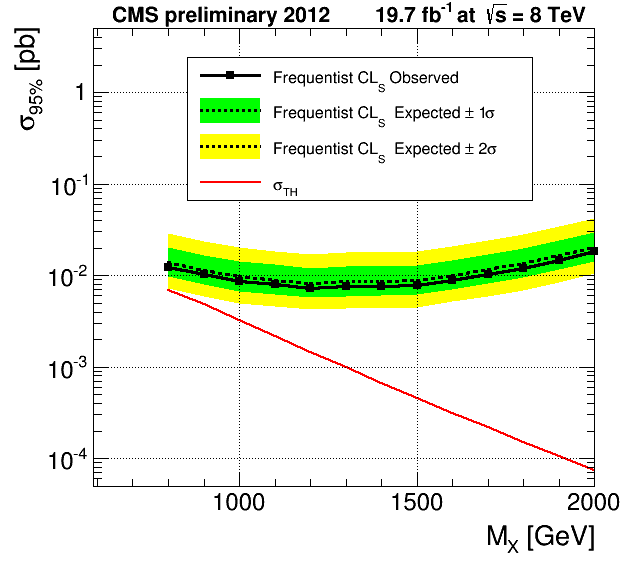 CMS preliminary 2012 19.7 fb⁻¹ at √s = 8 TeV
σ95% [pb]
Frequentist CLS Observed
Frequentist CLS Expected ± 1σ
Frequentist CLS Expected ± 2σ
σTH
1
10⁻¹
10⁻²
10⁻³
10⁻⁴
1000 1500 2000
MX [GeV]